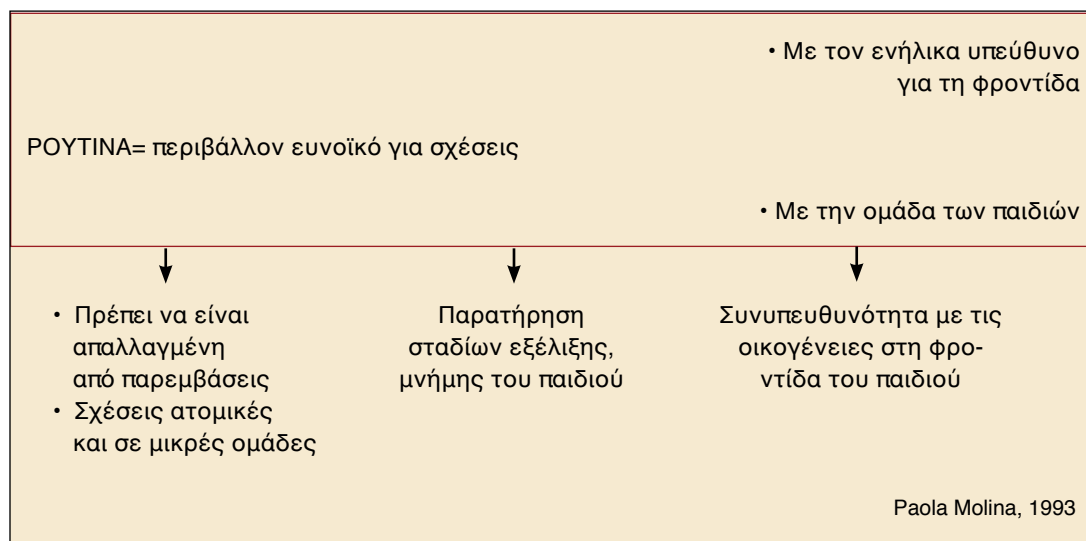 • Με τον ενήλικα υπεύθυνο
για τη φροντίδα
ΡΟΥΤΙΝΑ= περιβάλλον ευνοϊκό για σχέσεις
• Με την ομάδα των παιδιών
• Πρέπει να είναι
απαλλαγμένη
από παρεμβάσεις
• Σχέσεις ατομικές
και σε μικρές ομάδες
Παρατήρηση
σταδίων εξέλιξης,
μνήμης του παιδιού
Συνυπευθυνότητα με τις
οικογένειες στη φρο-
ντίδα του παιδιού
Paola Molina, 1993